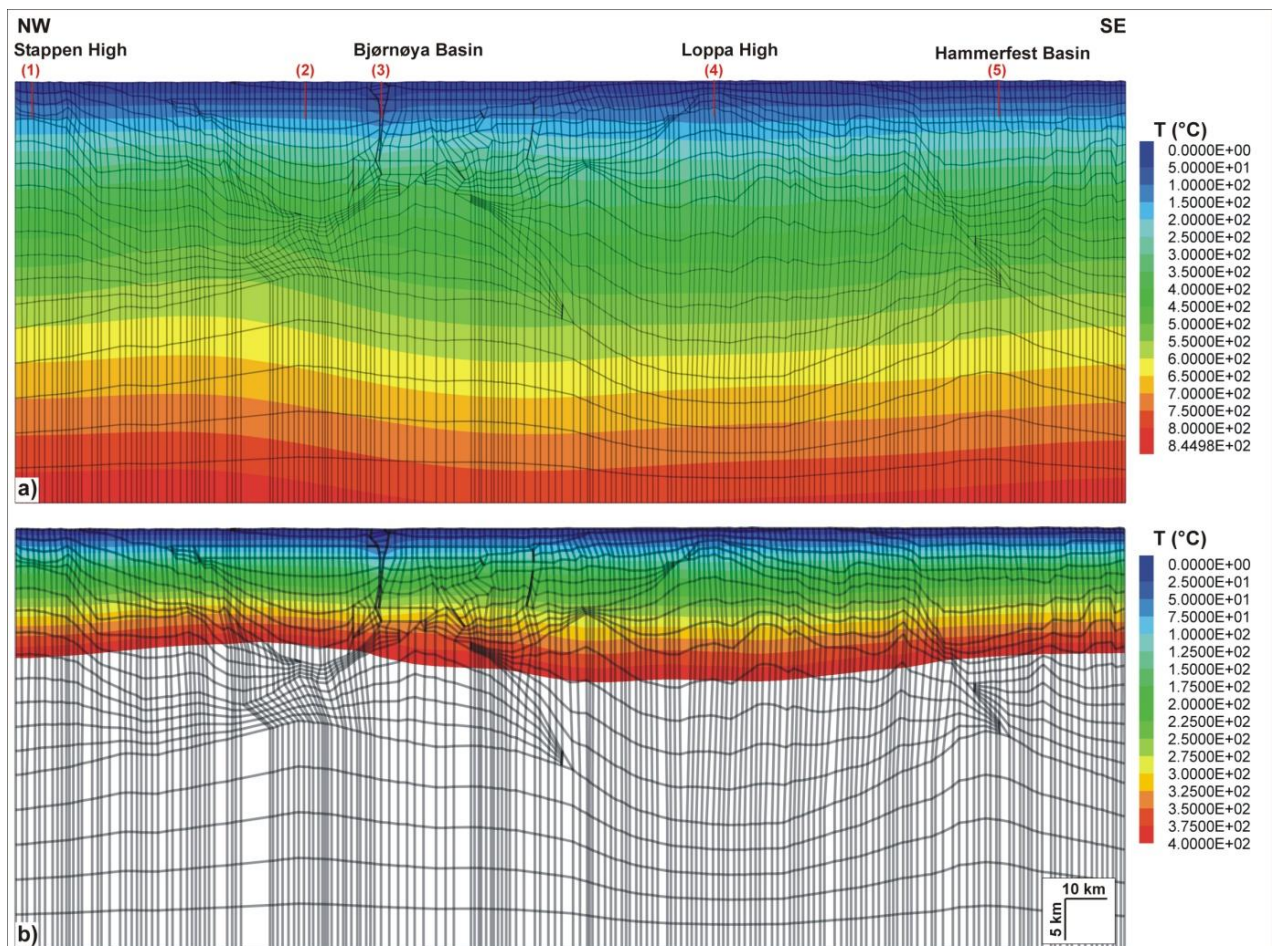 NW
SE
Stappen High
Bjørnøya Basin
Loppa High
Hammerfest Basin
(1)
(2)
(3)
(4)
(5)
T (°C)
0.0000E+00
5.0000E+01
1.0000E+02
1.5000E+02
2.0000E+02
2.5000E+02
3.0000E+02
3.5000E+02
4.0000E+02
4.5000E+02
5.0000E+02
5.5000E+02
6.0000E+02
6.5000E+02
7.0000E+02
7.5000E+02
8.0000E+02
8.4498E+02
a)
T (°C)
0.0000E+00
2.5000E+01
5.0000E+01
7.5000E+01
1.0000E+02
1.2500E+02
1.5000E+02
1.7500E+02
2.0000E+02
2.2500E+02
2.5000E+02
2.7500E+02
3.0000E+02
3.2500E+02
3.5000E+02
3.7500E+02
4.0000E+02
10 km
5 km
b)